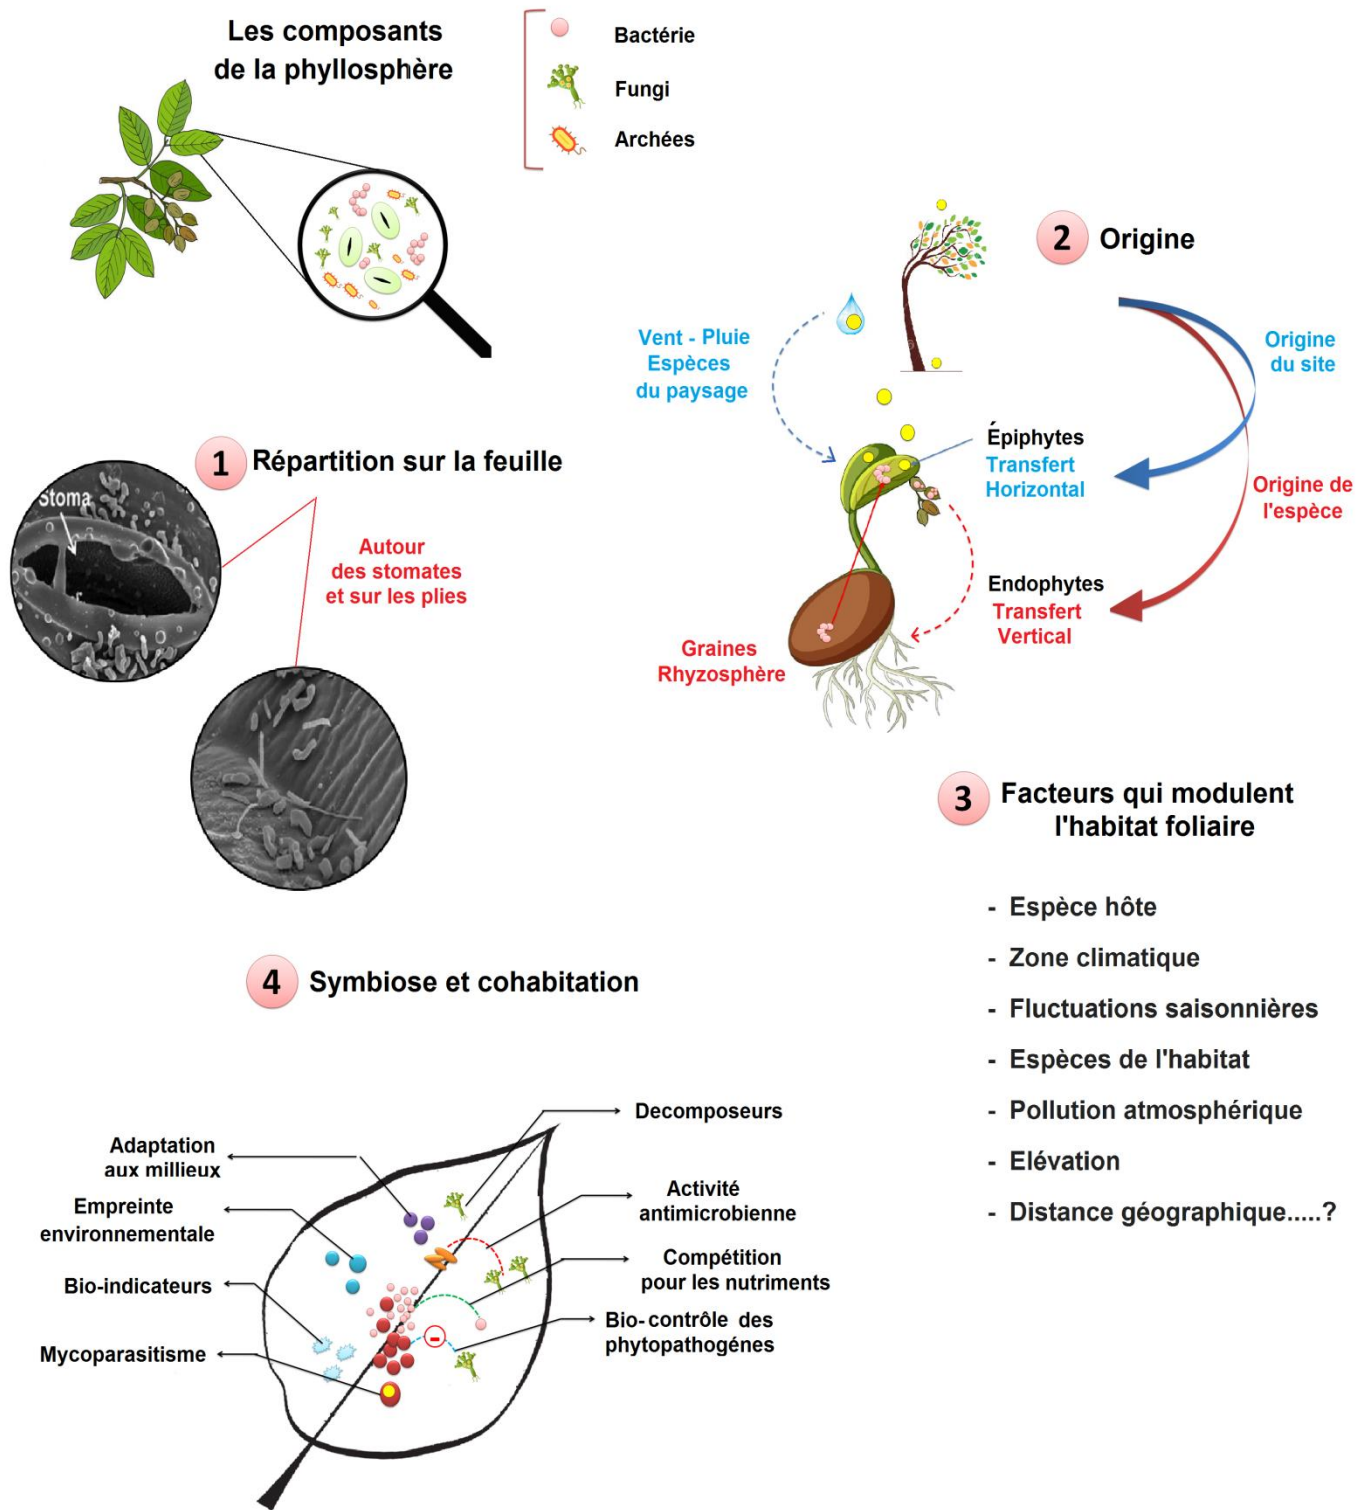 Les composants
de la phyllosphère
Bactérie
Fungi
Archées
2 Origine
Vent - Pluie
Espèces
du paysage
Origine
du site
Épiphytes
Transfert
Horizontal
Origine de
l'espèce
Endophytes
Transfert
Vertical
Graines
Rhyzosphère
1 Répartition sur la feuille
Stoma
Autour
des stomates
et sur les plies
3 Facteurs qui modulent
l'habitat foliaire
- Espèce hôte
- Zone climatique
- Fluctuations saisonnières
- Espèces de l'habitat
- Pollution atmosphérique
- Elévation
- Distance géographique.....?
4 Symbiose et cohabitation
Adaptation
aux millieux
Empreinte
environnementale
Bio-indicateurs
Mycoparasitisme
Decomposeurs
Activité
antimicrobienne
Compétition
pour les nutriments
Bio-contrôle des
phytopathogénes